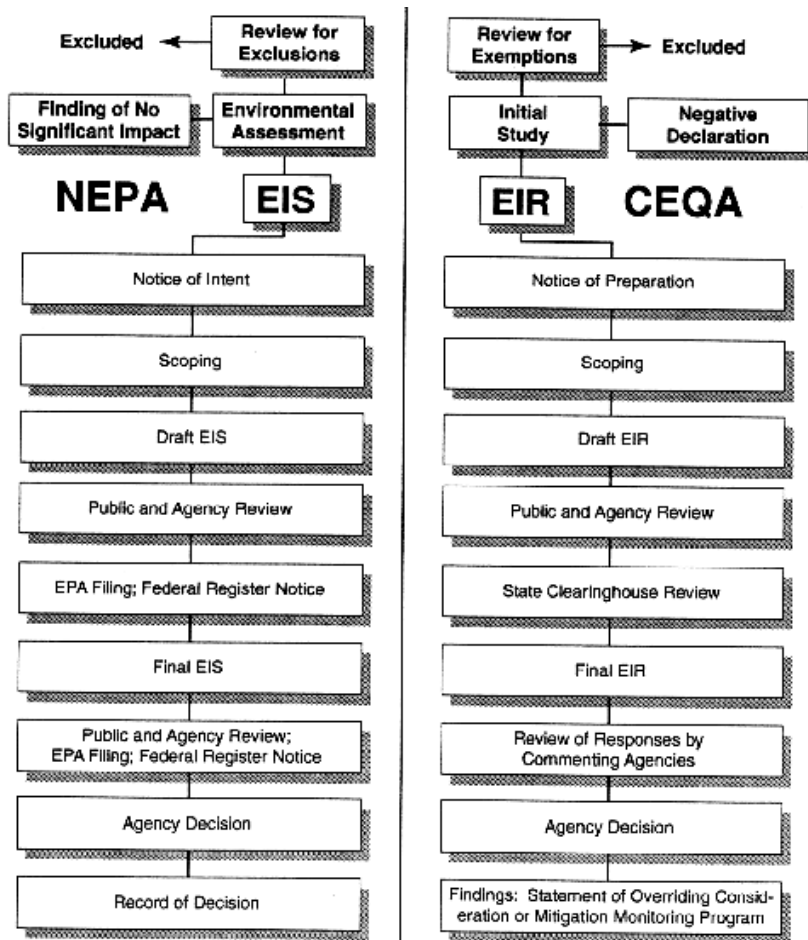 Excluded
Review for
Exclusions
Finding of No
Significant Impact
Environmental
Assessment
NEPA
EIS
Notice of Intent
Scoping
Draft EIS
Public and Agency Review
EPA Filing; Federal Register Notice
Final EIS
Public and Agency Review;
EPA Filing; Federal Register Notice
Agency Decision
Record of Decision
Review for
Exemptions
Excluded
Initial
Study
Negative
Declaration
EIR
CEQA
Notice of Preparation
Scoping
Draft EIR
Public and Agency Review
State Clearinghouse Review
Final EIR
Review of Responses by
Commenting Agencies
Agency Decision
Findings: Statement of Overriding Consid-
eration or Mitigation Monitoring Program